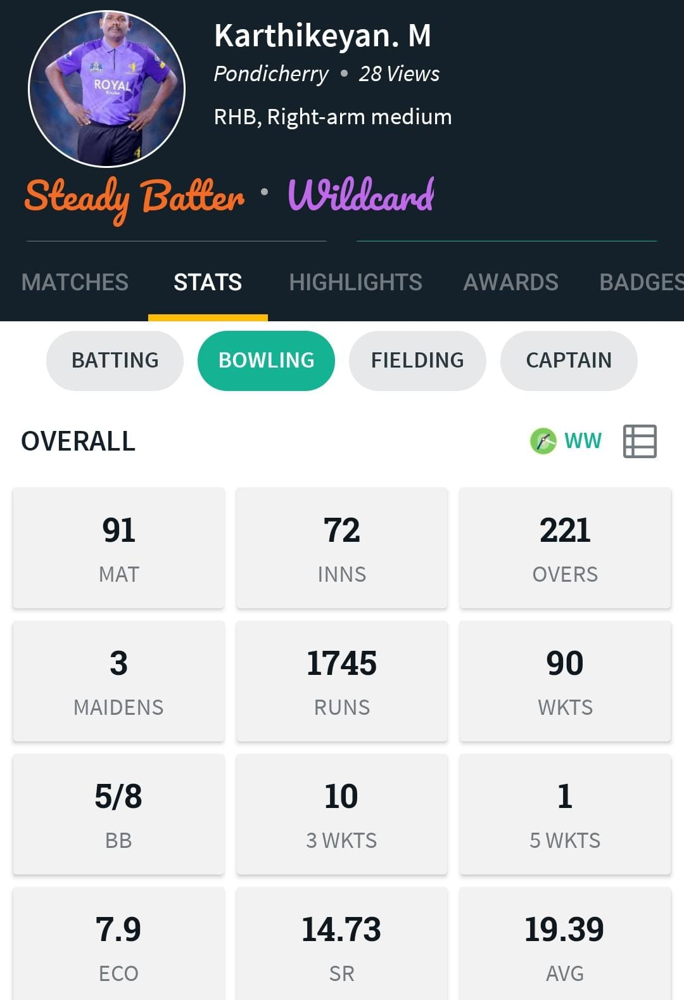 Karthikeyan. M
Pondicherry • 28 Views
RHB, Right-arm medium
ROYAL
Steady Batter • Wildcard
MATCHES STATS HIGHLIGHTS AWARDS BADGES
BATTING BOWLING FIELDING CAPTAIN
OVERALL WW
91 72 221
MAT INNS OVERS
3 1745 90
MAIDENS RUNS WKTS
5/8 10 1
BB 3 WKTS 5 WKTS
7.9 14.73 19.39
ECO SR AVG